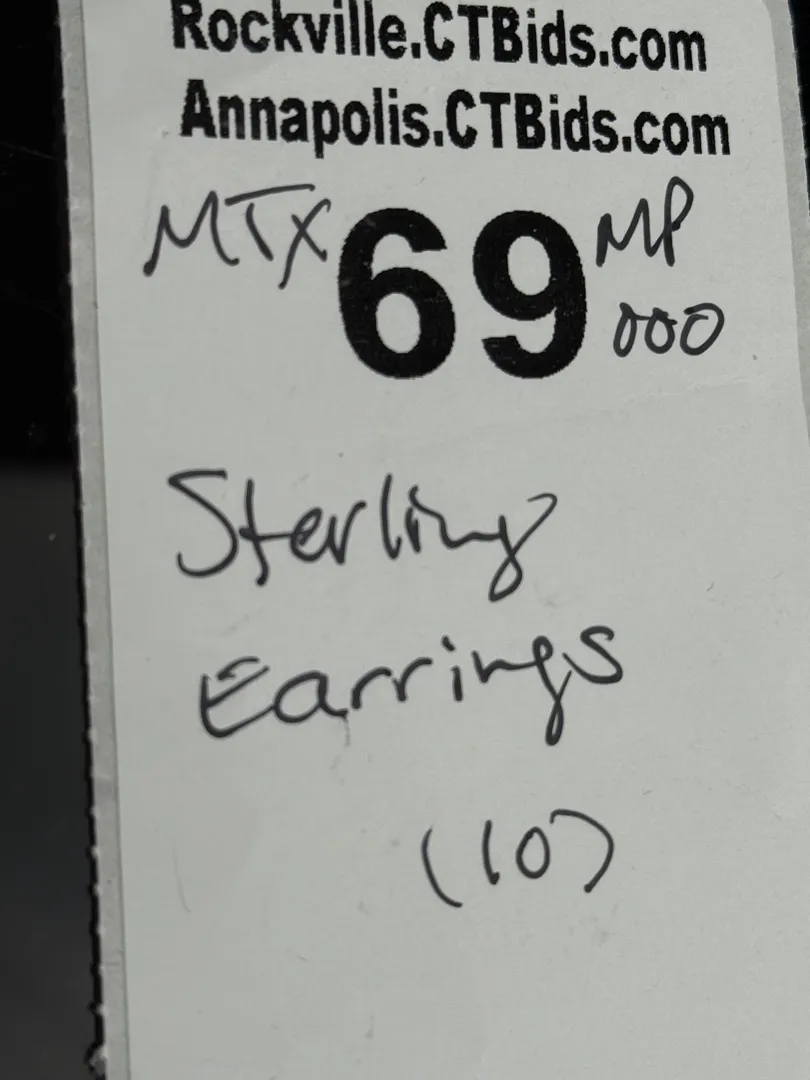 Rockville.CTBids.com
Annapolis.CTBids.com
MTX 69 MP
000
Sterling
Earrings
(10)